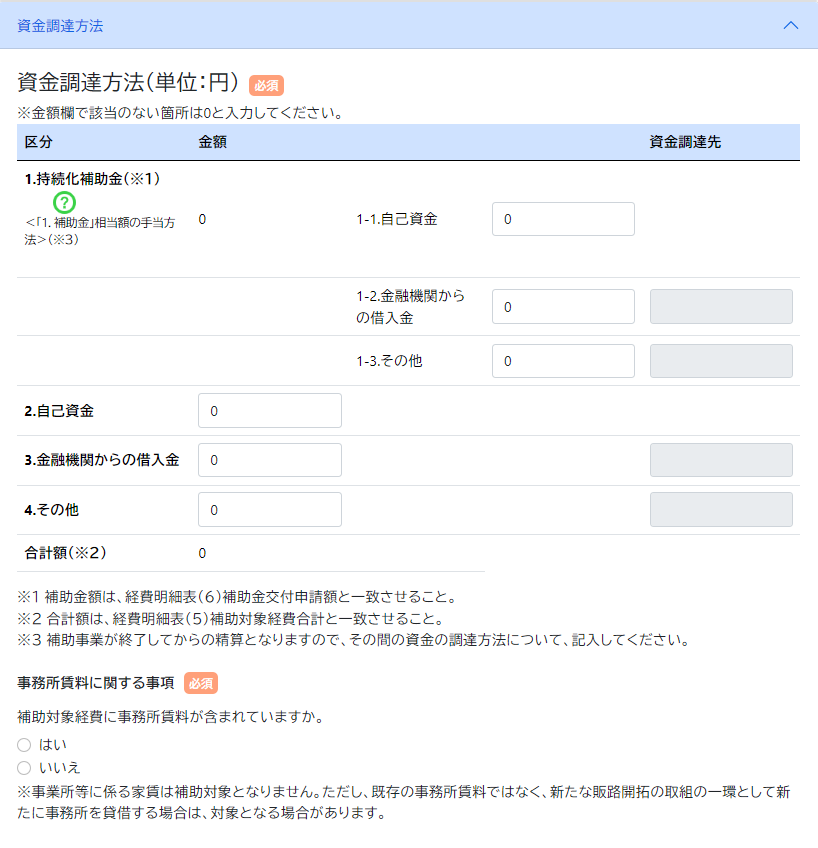 資金調達方法
資金調達方法(単位：円) 必須
※金額欄で該当のない箇所は0と入力してください。
区分 金額 資金調達先
1.持続化補助金(※1)
?
<「1.補助金」相当額の手当方
法>(※3)
0 1-1.自己資金 0
1-2.金融機関から
の借入金
0
1-3.その他 0
2.自己資金 0
3.金融機関からの借入金 0
4.その他 0
合計額(※2) 0
※1 補助金額は、経費明細表(6)補助金交付申請額と一致させること。
※2 合計額は、経費明細表(5)補助対象経費合計と一致させること。
※3 補助事業が終了してからの精算となりますので、その間の資金の調達方法について、記入してください。
事務所賃料に関する事項 必須
補助対象経費に事務所賃料が含まれていますか。
はい
いいえ
※事業所等に係る家賃は補助対象となりません。ただし、既存の事務所賃料ではなく、新たな販路開拓の取組の一環として新
たに事務所を貸借する場合は、対象となる場合があります。